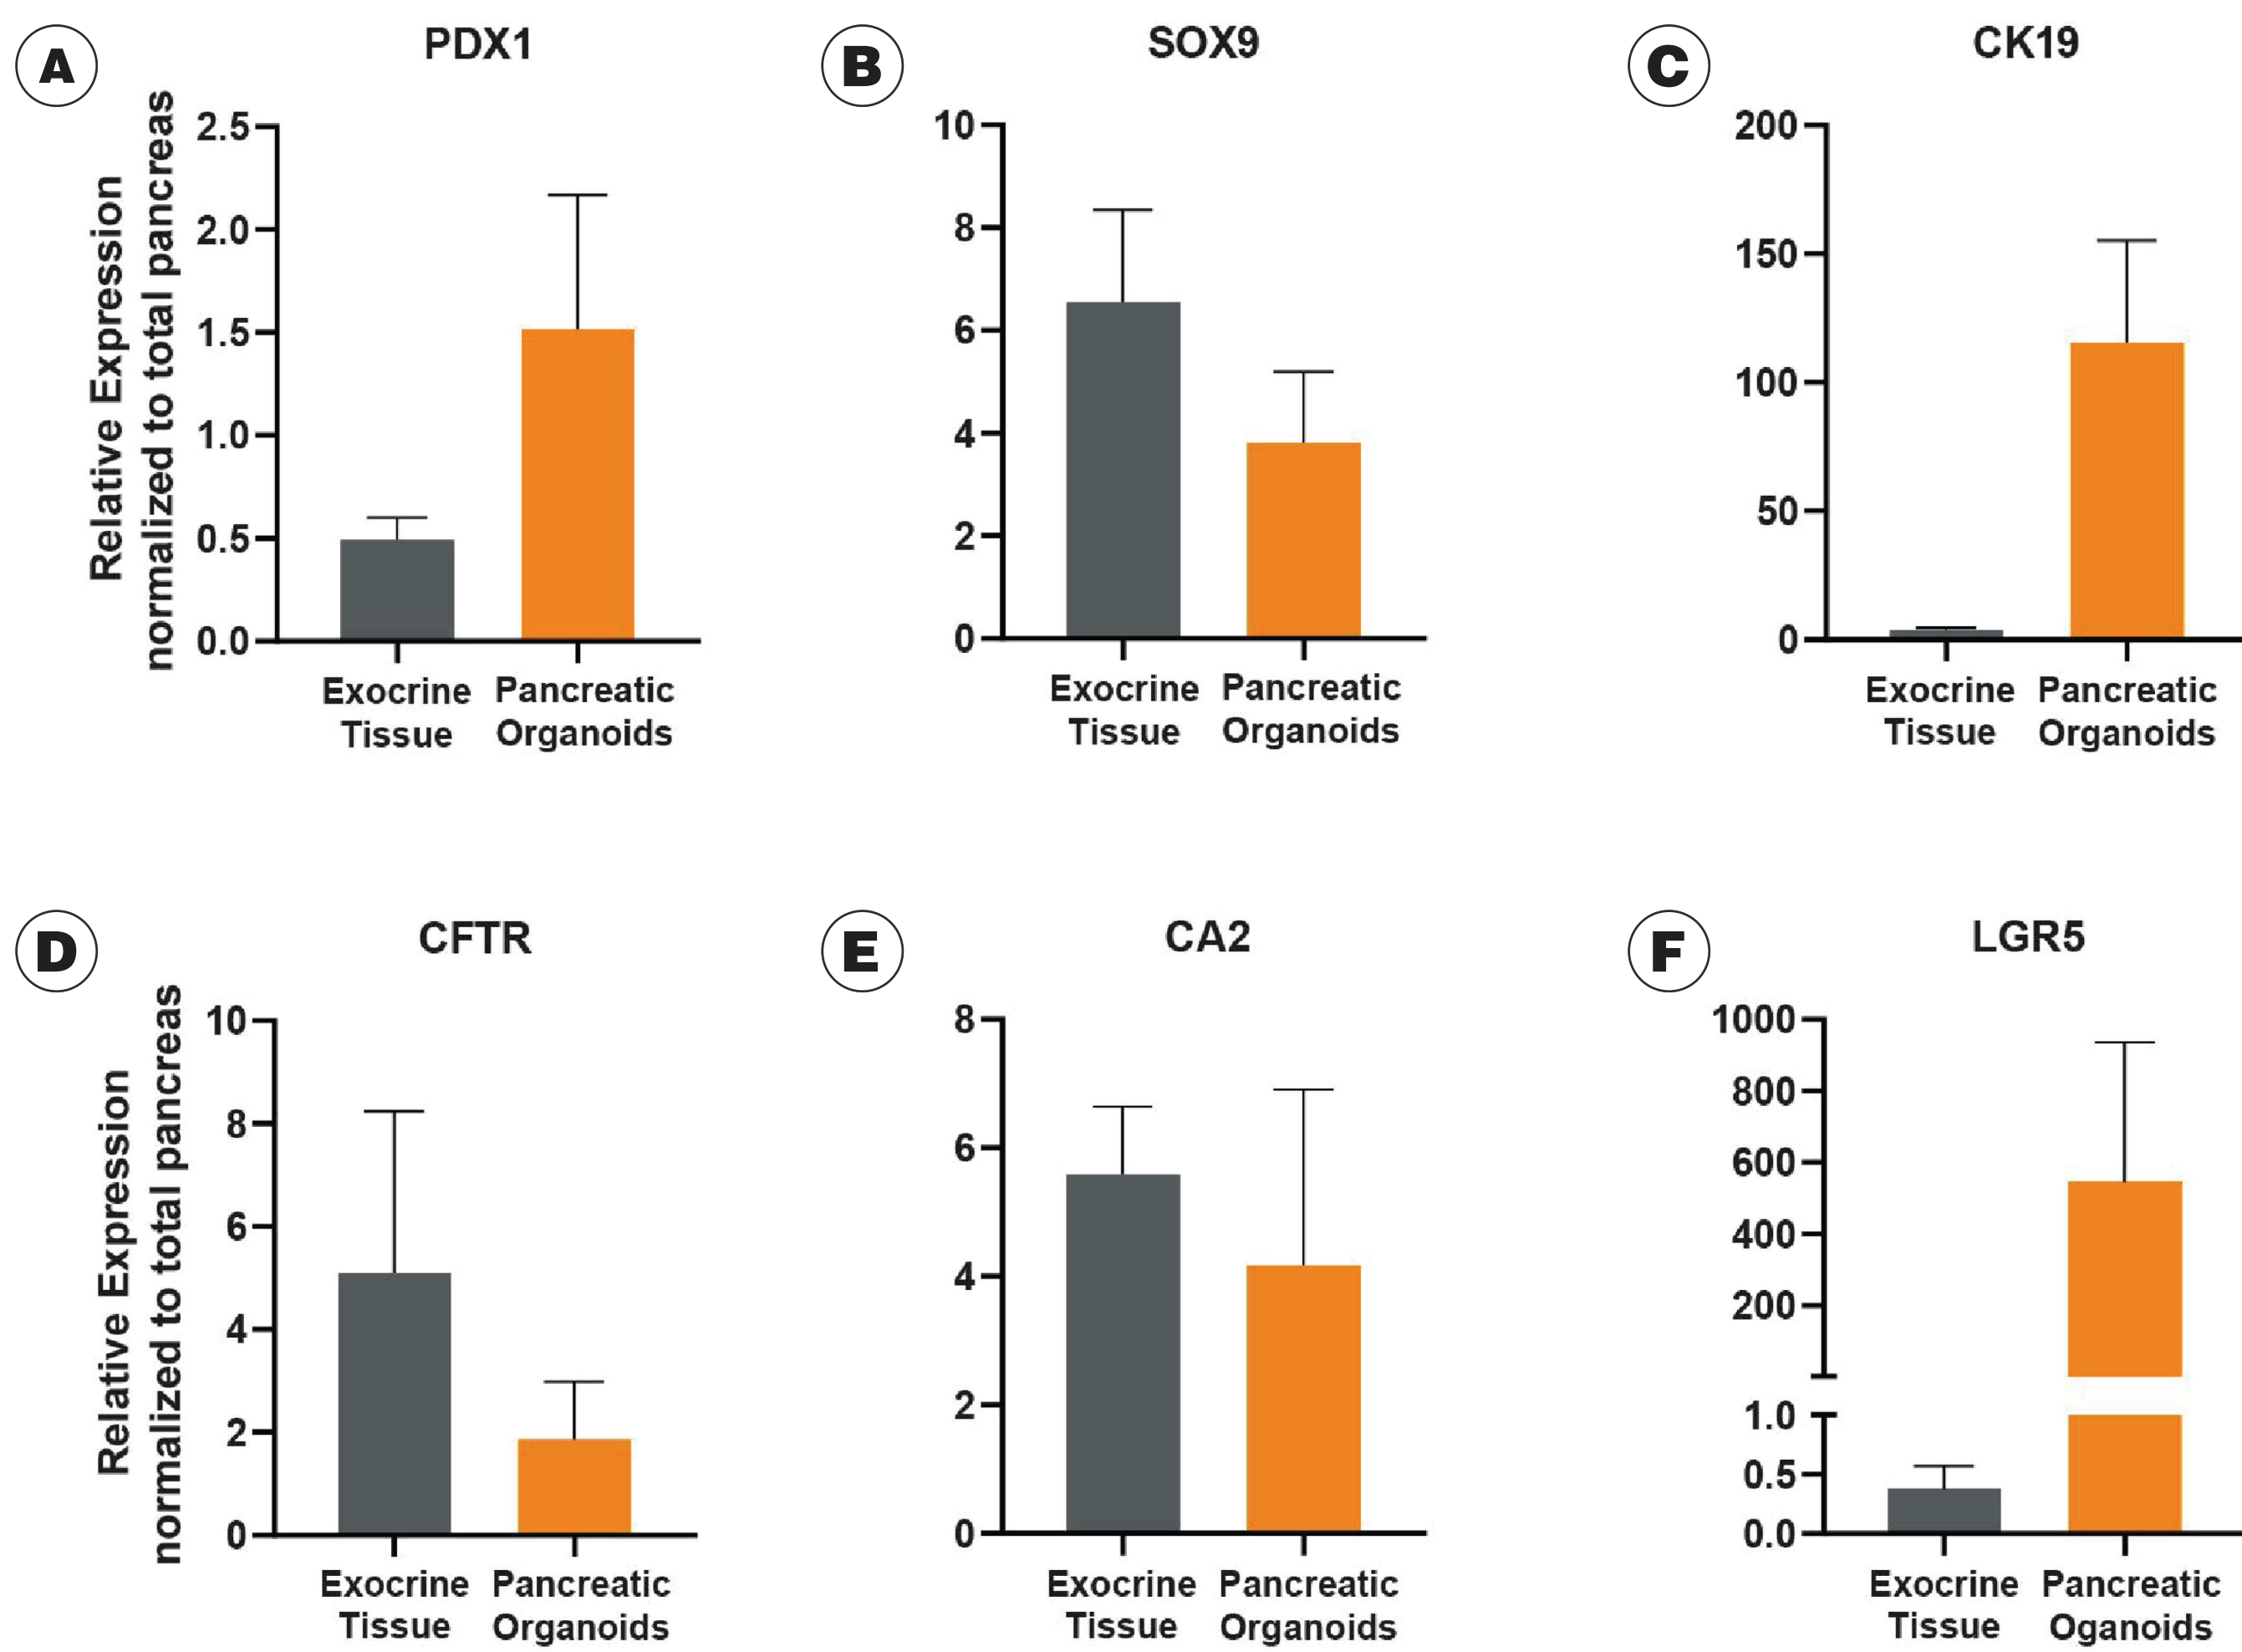 A
PDX1
Relative Expression
normalized to total pancreas
2.5
2.0
1.5
1.0
0.5
0.0
Exocrine Pancreatic
Tissue Organoids
B
SOX9
10
8
6
4
2
0
Exocrine Pancreatic
Tissue Organoids
C
CK19
200
150
100
50
0
Exocrine Pancreatic
Tissue Organoids
D
CFTR
Relative Expression
normalized to total pancreas
10
8
6
4
2
0
Exocrine Pancreatic
Tissue Organoids
E
CA2
8
6
4
2
0
Exocrine Pancreatic
Tissue Organoids
F
LGR5
1000
800
600
400
200
1.0
0.5
0.0
Exocrine Pancreatic
Tissue Oganoids